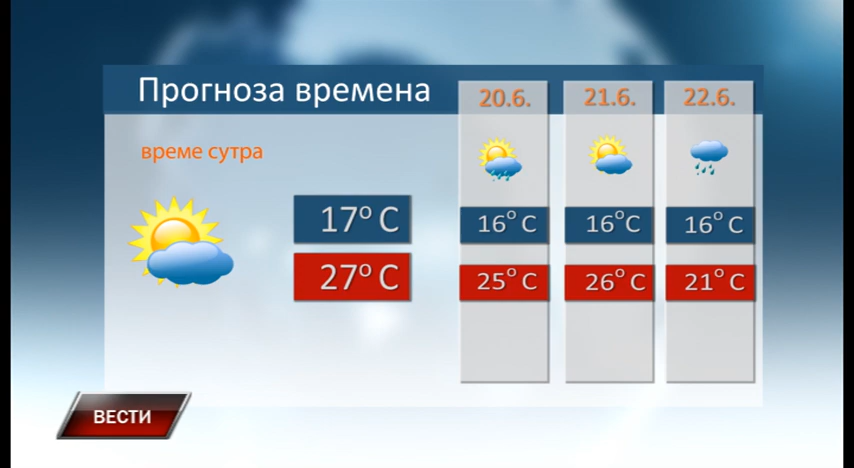 Прогноза времена
време сутра
17° C
27° C
20.6.
16° C
25° C
21.6.
16°C
26° C
22.6.
16° C
21° C
ВЕСТИ